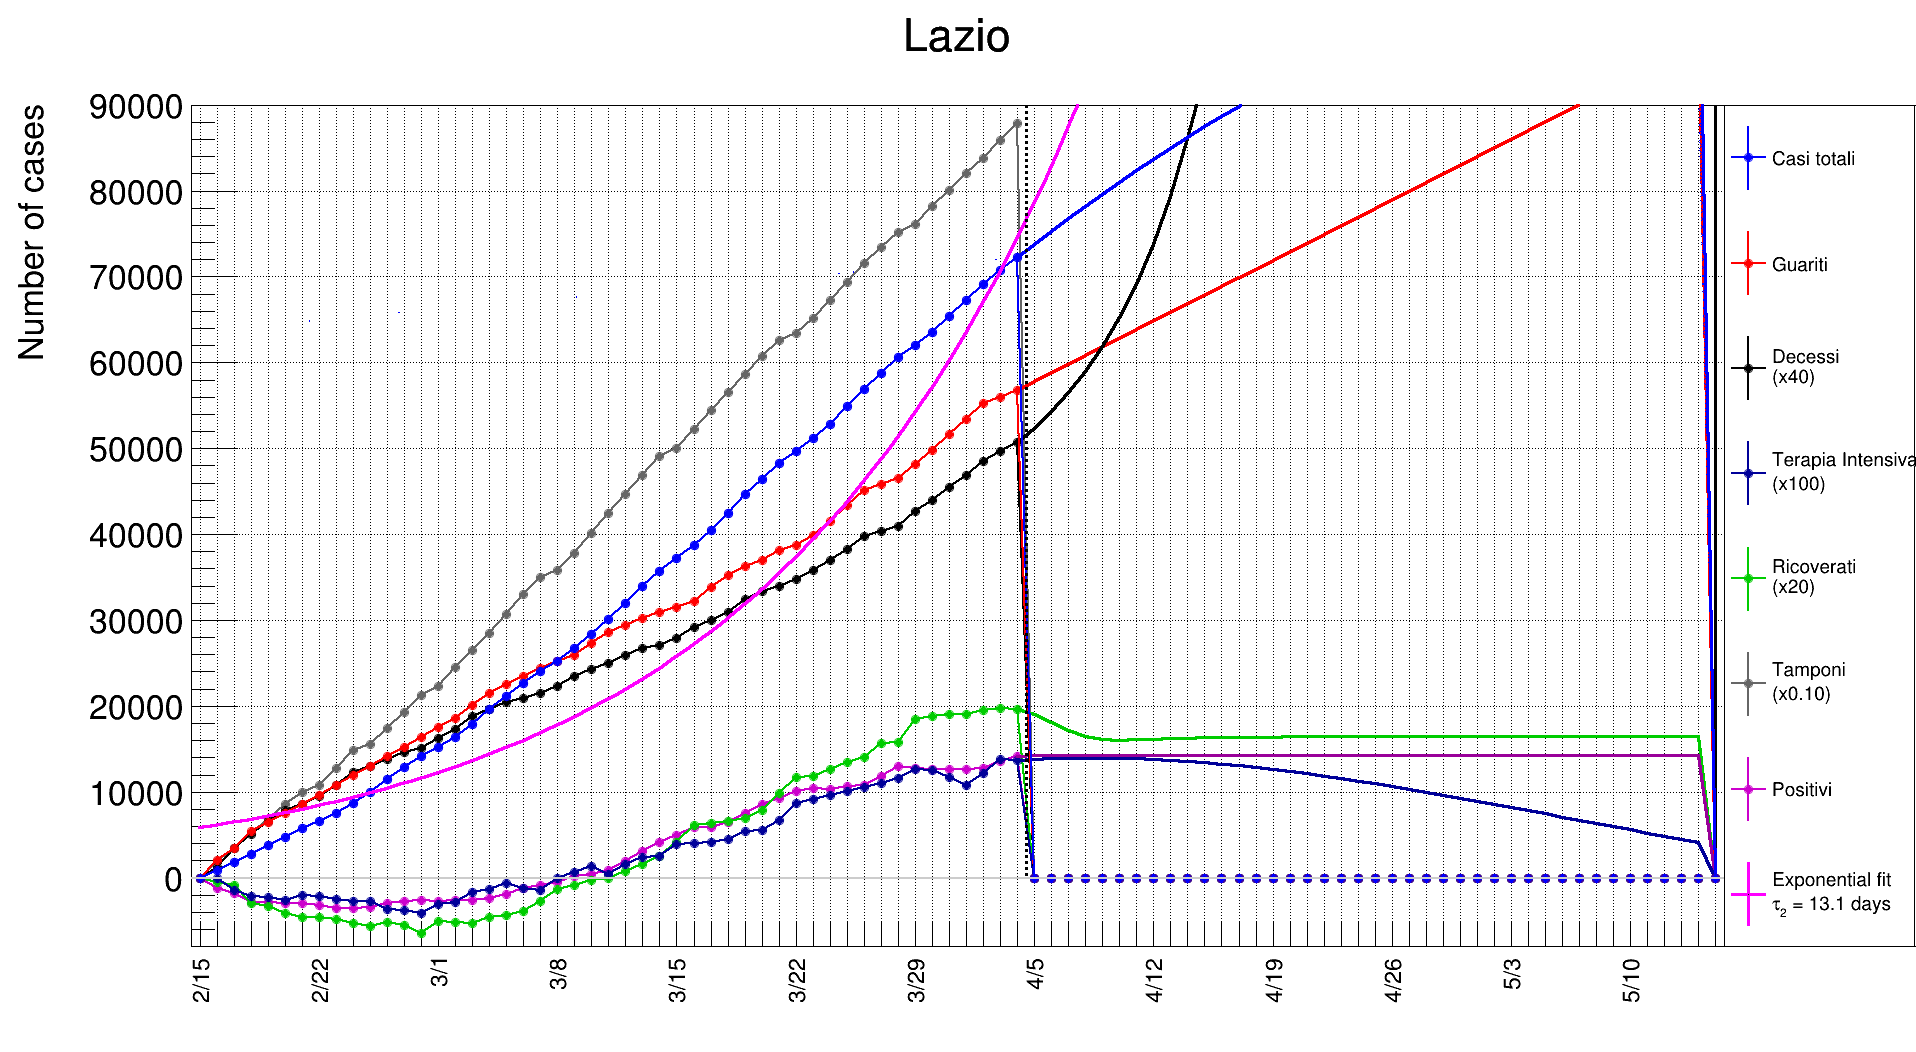 Lazio
Number of cases
90000
80000
70000
60000
50000
40000
30000
20000
10000
0
2/15
2/22
3/1
3/8
3/15
3/22
3/29
4/5
4/12
4/19
4/26
5/3
5/10
Casi totali
Guariti
Decessi
(x40)
Terapia Intensiva
(x100)
Ricoverati
(x20)
Tamponi
(x0.10)
Positivi
Exponential fit
τ2 = 13.1 days